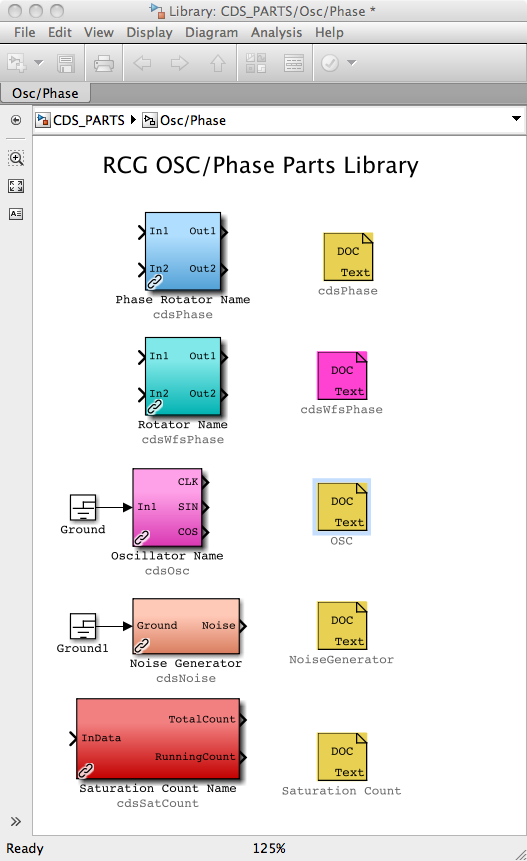 Library: CDS_PARTS/Osc/Phase *
File Edit View Display Diagram Analysis Help
Osc/Phase
CDS_PARTS Osc/Phase
RCG OSC/Phase Parts Library
In1 Out1
In2 Out2
Phase Rotator Name
cdsPhase
DOC
Text
cdsPhase
In1 Out1
In2 Out2
Rotator Name
cdsWfsPhase
DOC
Text
cdsWfsPhase
Ground
In1
CLK
SIN
COS
Oscillator Name
cdsOsc
DOC
Text
OSC
Ground1
Ground Noise
Noise Generator
cdsNoise
DOC
Text
NoiseGenerator
InData
TotalCount
RunningCount
Saturation Count Name
cdsSatCount
DOC
Text
Saturation Count
Ready 125%